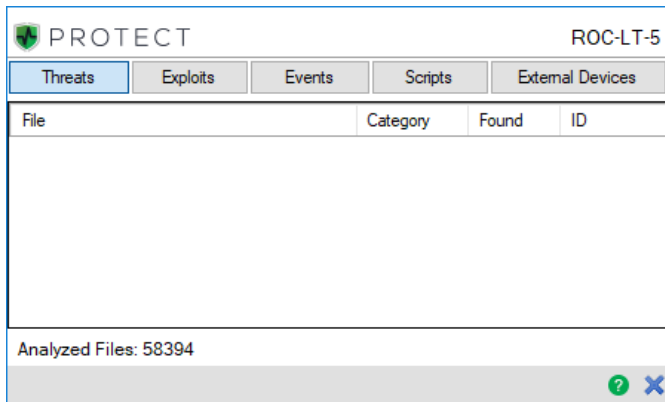 PROTECT ROC-LT-5
Threats Exploits Events Scripts External Devices
File Category Found ID
Analyzed Files: 58394
?